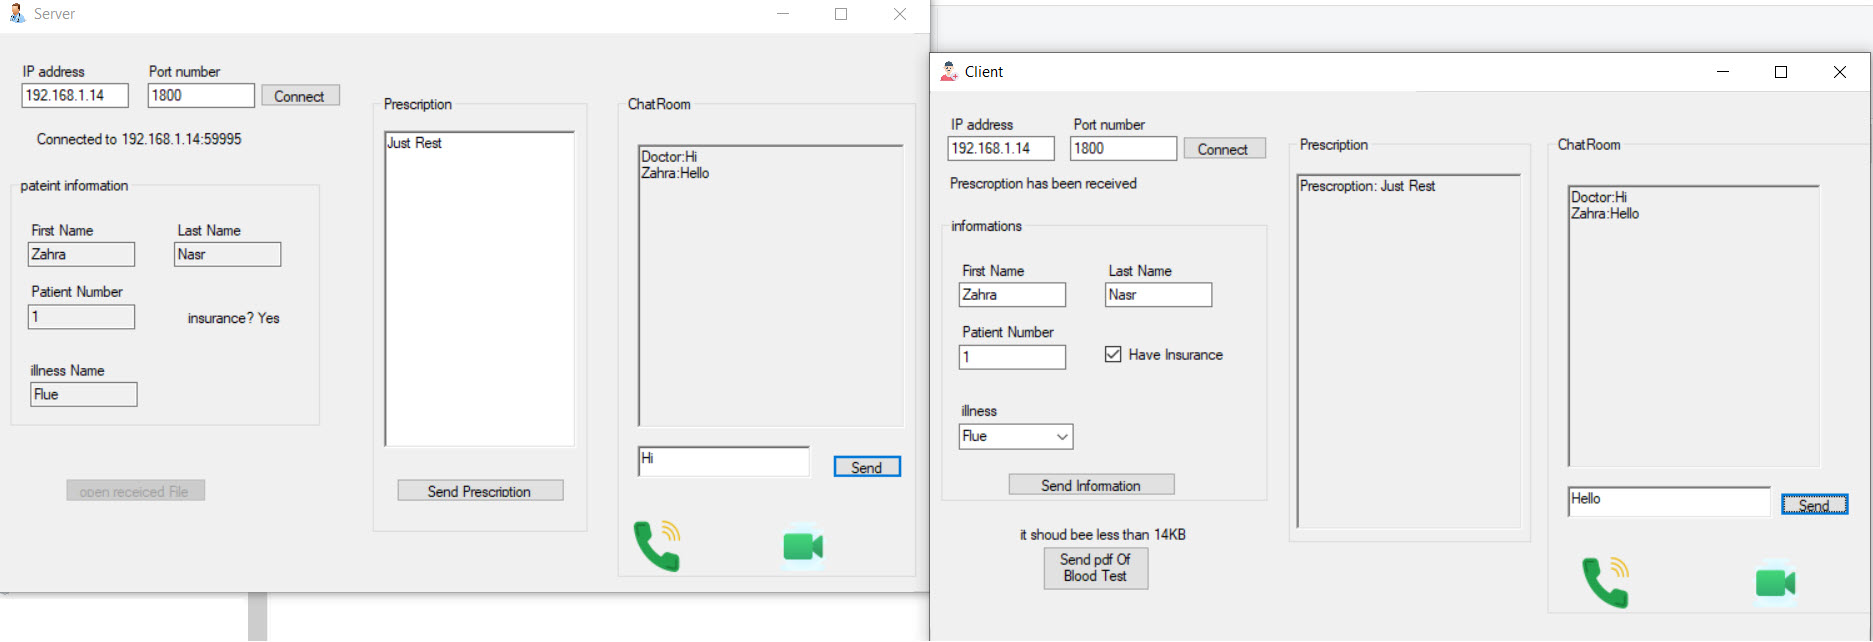 Server
IP address
Port number
192.168.1.14
1800
Connect
Connected to 192.168.1.14:59995
pateint information
First Name
Last Name
Zahra
Nasr
Patient Number
1
insurance? Yes
illness Name
Flue
open receiced File
Prescription
Just Rest
Send Prescription
ChatRoom
Doctor:Hi
Zahra:Hello
Hi
Send
Client
IP address
Port number
192.168.1.14
1800
Connect
Prescroption has been received
informations
First Name
Last Name
Zahra
Nasr
Patient Number
1
Have Insurance
illness
Flue
Send Information
it shoud bee less than 14KB
Send pdf Of
Blood Test
Prescription
Prescroption: Just Rest
ChatRoom
Doctor:Hi
Zahra:Hello
Hello
Send